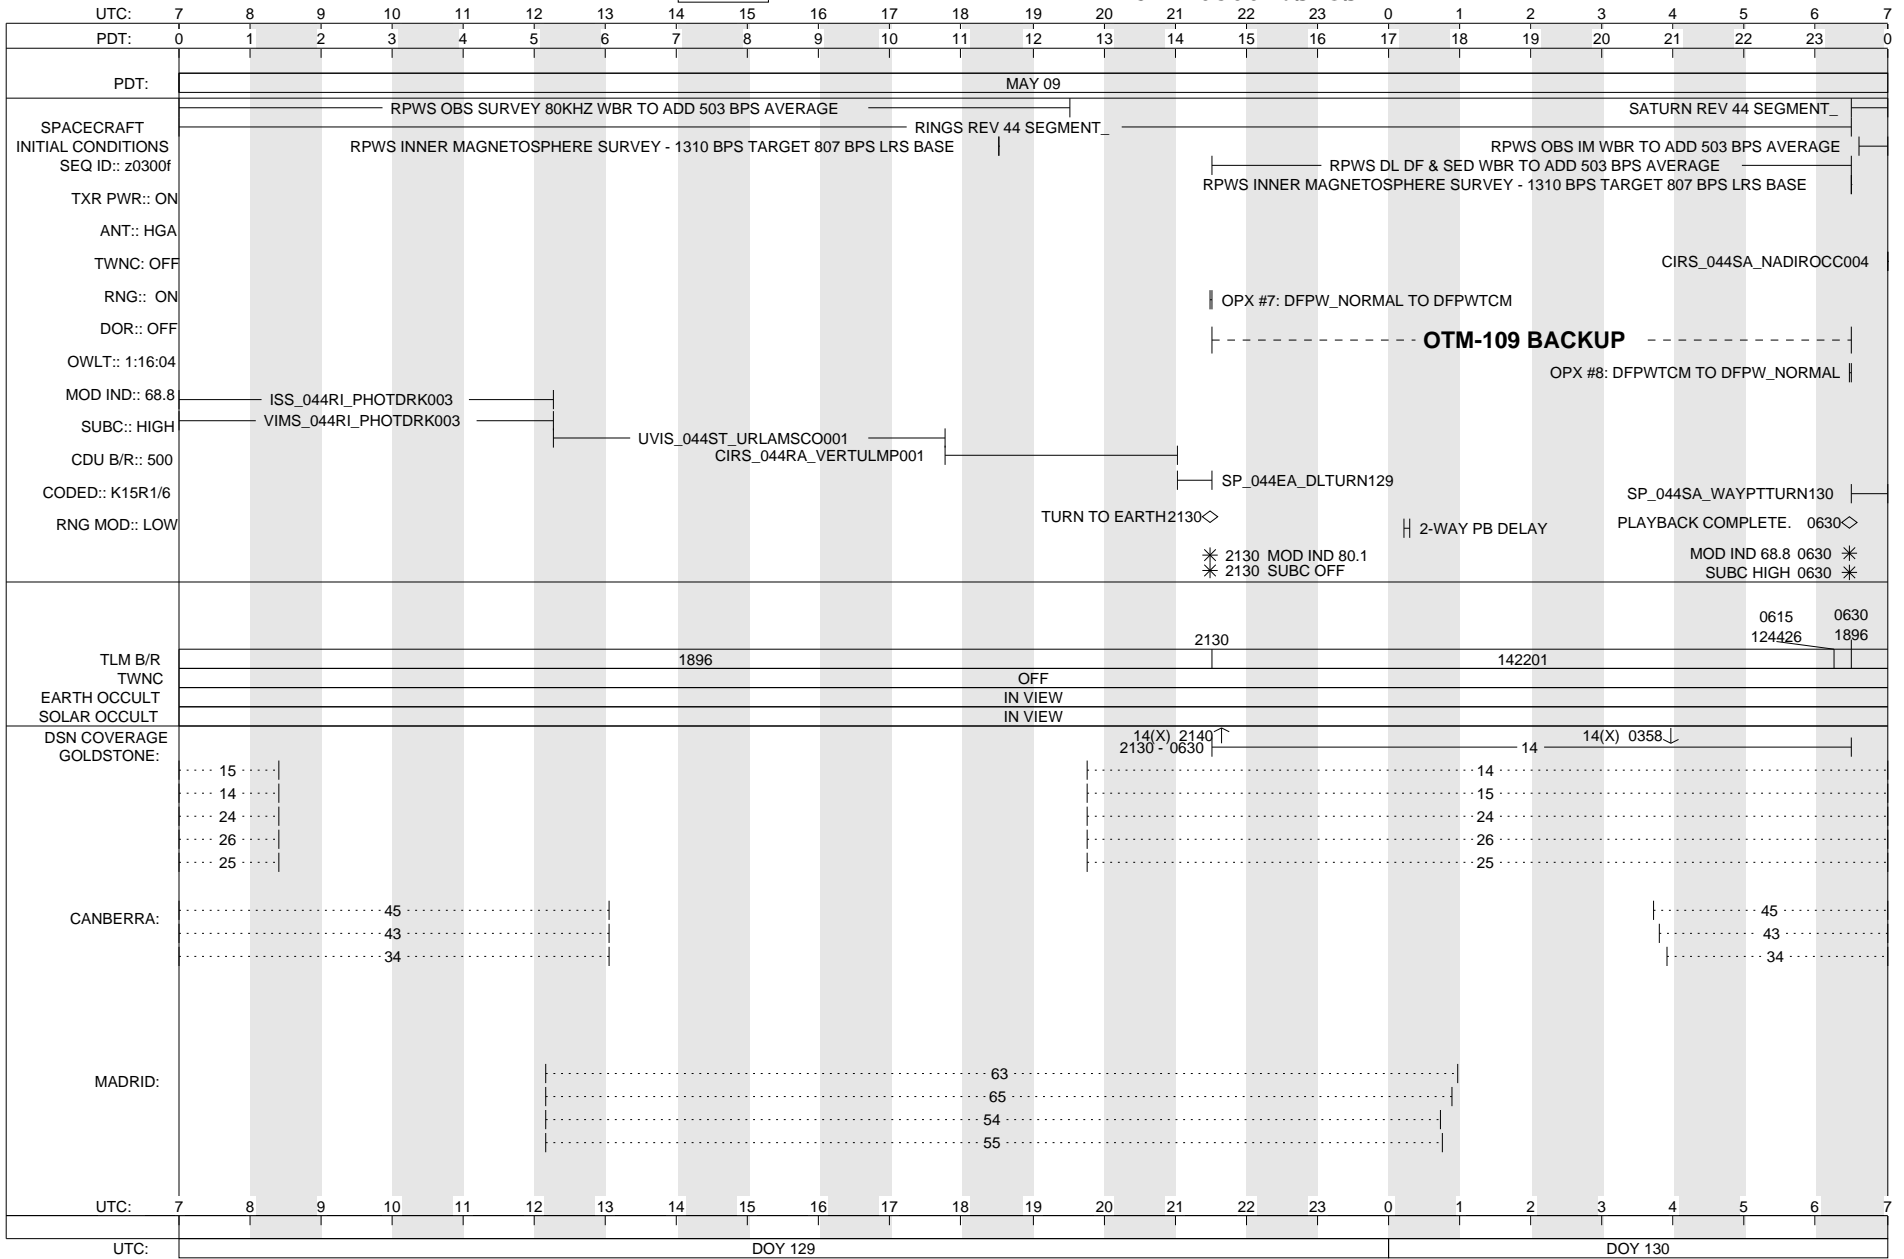 UTC: 7 8 9 10 11 12 13 14 15 16 17 18 19 20 21 22 23 0 1 2 3 4 5 6 7
PDT: 0 1 2 3 4 5 6 7 8 9 10 11 12 13 14 15 16 17 18 19 20 21 22 23 0
PDT: MAY 09
RPWS OBS SURVEY 80KHZ WBR TO ADD 503 BPS AVERAGE SATURN REV 44 SEGMENT_
SPACECRAFT RINGS REV 44 SEGMENT_
INITIAL CONDITIONS RPWS INNER MAGNETOSPHERE SURVEY - 1310 BPS TARGET 807 BPS LRS BASE RPWS OBS IM WBR TO ADD 503 BPS AVERAGE
SEQ ID:: z0300f RPWS DL DF & SED WBR TO ADD 503 BPS AVERAGE
RPWS INNER MAGNETOSPHERE SURVEY - 1310 BPS TARGET 807 BPS LRS BASE
TXR PWR:: ON
ANT:: HGA
TWNC: OFF CIRS_044SA_NADIROCC004
RNG:: ON OPX #7: DFPW_NORMAL TO DFPWTCM
DOR:: OFF OTM-109 BACKUP
OWLT:: 1:16:04
OPX #8: DFPWTCM TO DFPW_NORMAL
MOD IND:: 68.8 ISS_044RI_PHOTDRK003
VIMS_044RI_PHOTDRK003
SUBC:: HIGH UVIS_044ST_URLAMSCO001
CIRS_044RA_VERTULMP001
CDU B/R:: 500
SP_044EA_DLTURN129
CODED:: K15R1/6 SP_044SA_WAYPTTURN130
TURN TO EARTH 2130
RNG MOD:: LOW 2-WAY PB DELAY PLAYBACK COMPLETE. 0630
2130 MOD IND 80.1 MOD IND 68.8 0630
2130 SUBC OFF SUBC HIGH 0630
0615 0630
2130 124426 1896
TLM B/R 1896 142201
TWNC OFF
EARTH OCCULT IN VIEW
SOLAR OCCULT IN VIEW
DSN COVERAGE 14(X) 2140 14(X) 0358
2130 - 0630 14
GOLDSTONE:
15 14
14 15
24 24
26 26
25 25
CANBERRA: 45 45
43 43
34 34
MADRID: 63
65
54
55
UTC: 7 8 9 10 11 12 13 14 15 16 17 18 19 20 21 22 23 0 1 2 3 4 5 6 7
UTC: DOY 129 DOY 130